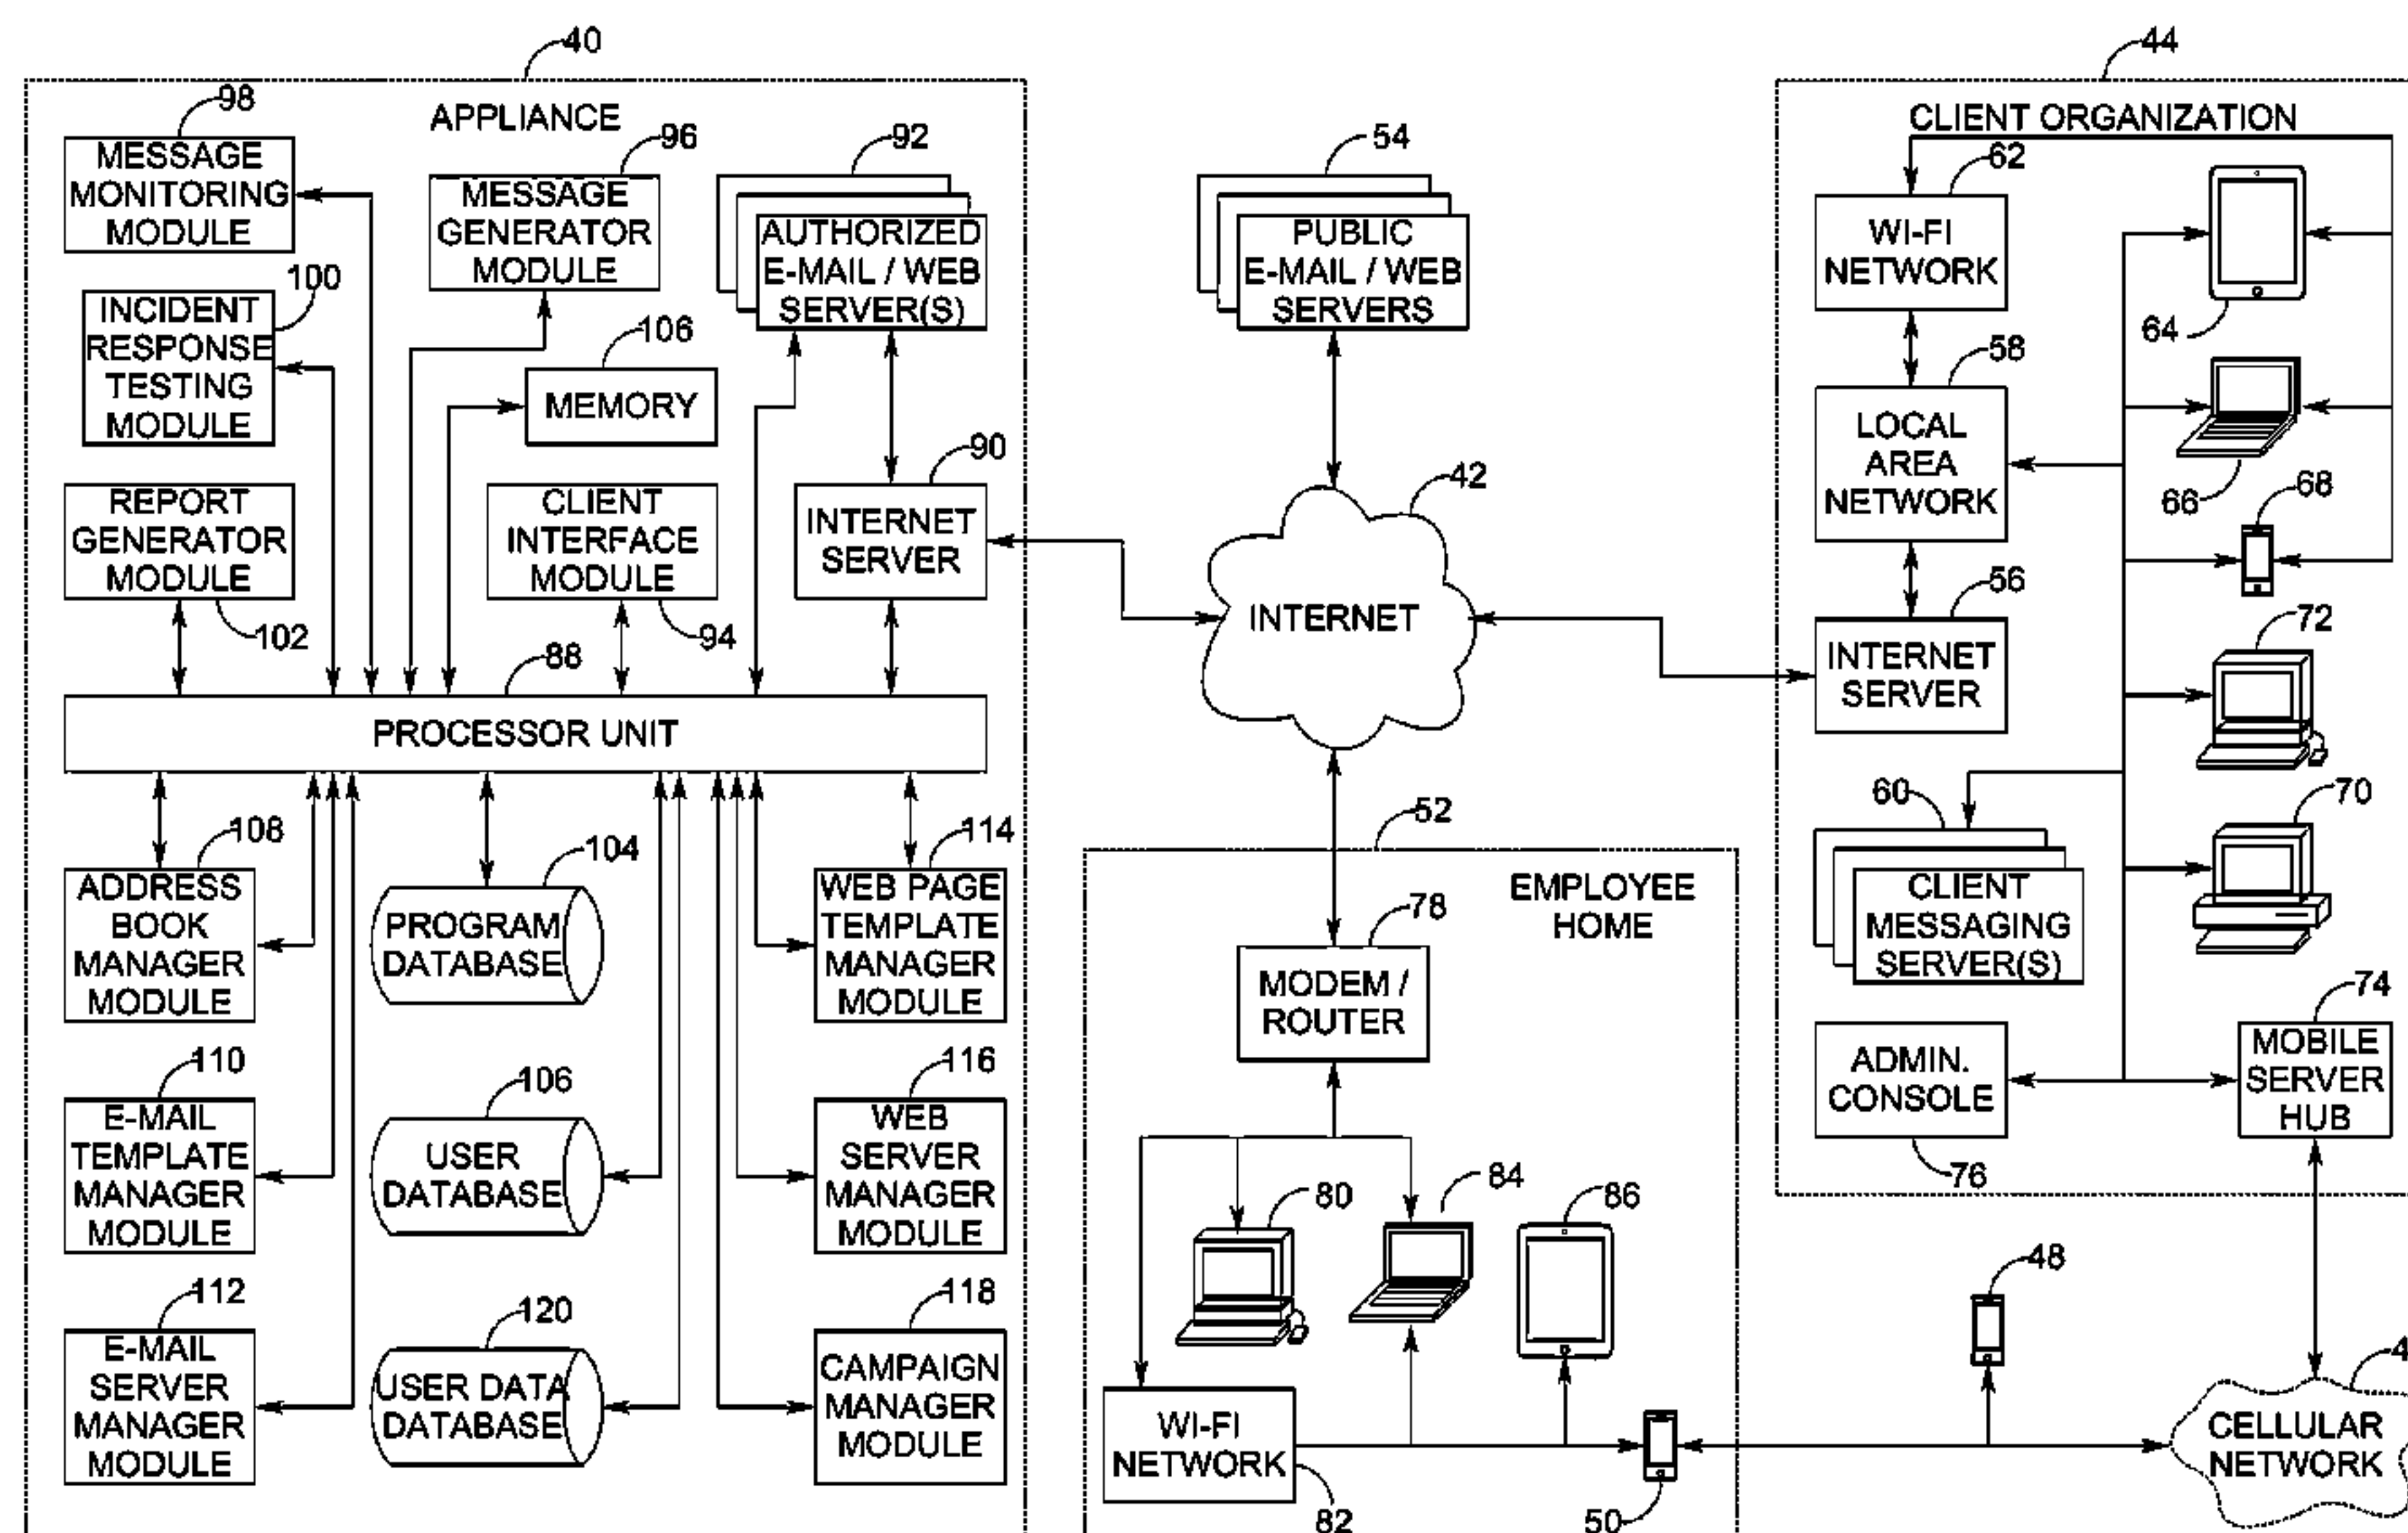 40
APPLIANCE
98
MESSAGE
MONITORING
MODULE
96
MESSAGE
GENERATOR
MODULE
92
AUTHORIZED
E-MAIL / WEB
SERVER(S)
100
INCIDENT
RESPONSE
TESTING
MODULE
106
MEMORY
90
INTERNET
SERVER
REPORT
GENERATOR
MODULE
102
CLIENT
INTERFACE
MODULE
94
88
PROCESSOR UNIT
108
ADDRESS
BOOK
MANAGER
MODULE
104
PROGRAM
DATABASE
114
WEB PAGE
TEMPLATE
MANAGER
MODULE
110
E-MAIL
TEMPLATE
MANAGER
MODULE
106
USER
DATABASE
116
WEB
SERVER
MANAGER
MODULE
112
E-MAIL
SERVER
MANAGER
MODULE
120
USER DATA
DATABASE
118
CAMPAIGN
MANAGER
MODULE
54
PUBLIC
E-MAIL / WEB
SERVERS
42
INTERNET
52
EMPLOYEE
HOME
78
MODEM /
ROUTER
80
84
86
WI-FI
NETWORK
82
50
44
CLIENT ORGANIZATION
62
WI-FI
NETWORK
64
58
LOCAL
AREA
NETWORK
66
68
56
INTERNET
SERVER
72
60
CLIENT
MESSAGING
SERVER(S)
70
74
MOBILE
SERVER
HUB
ADMIN.
CONSOLE
76
48
CELLULAR
NETWORK